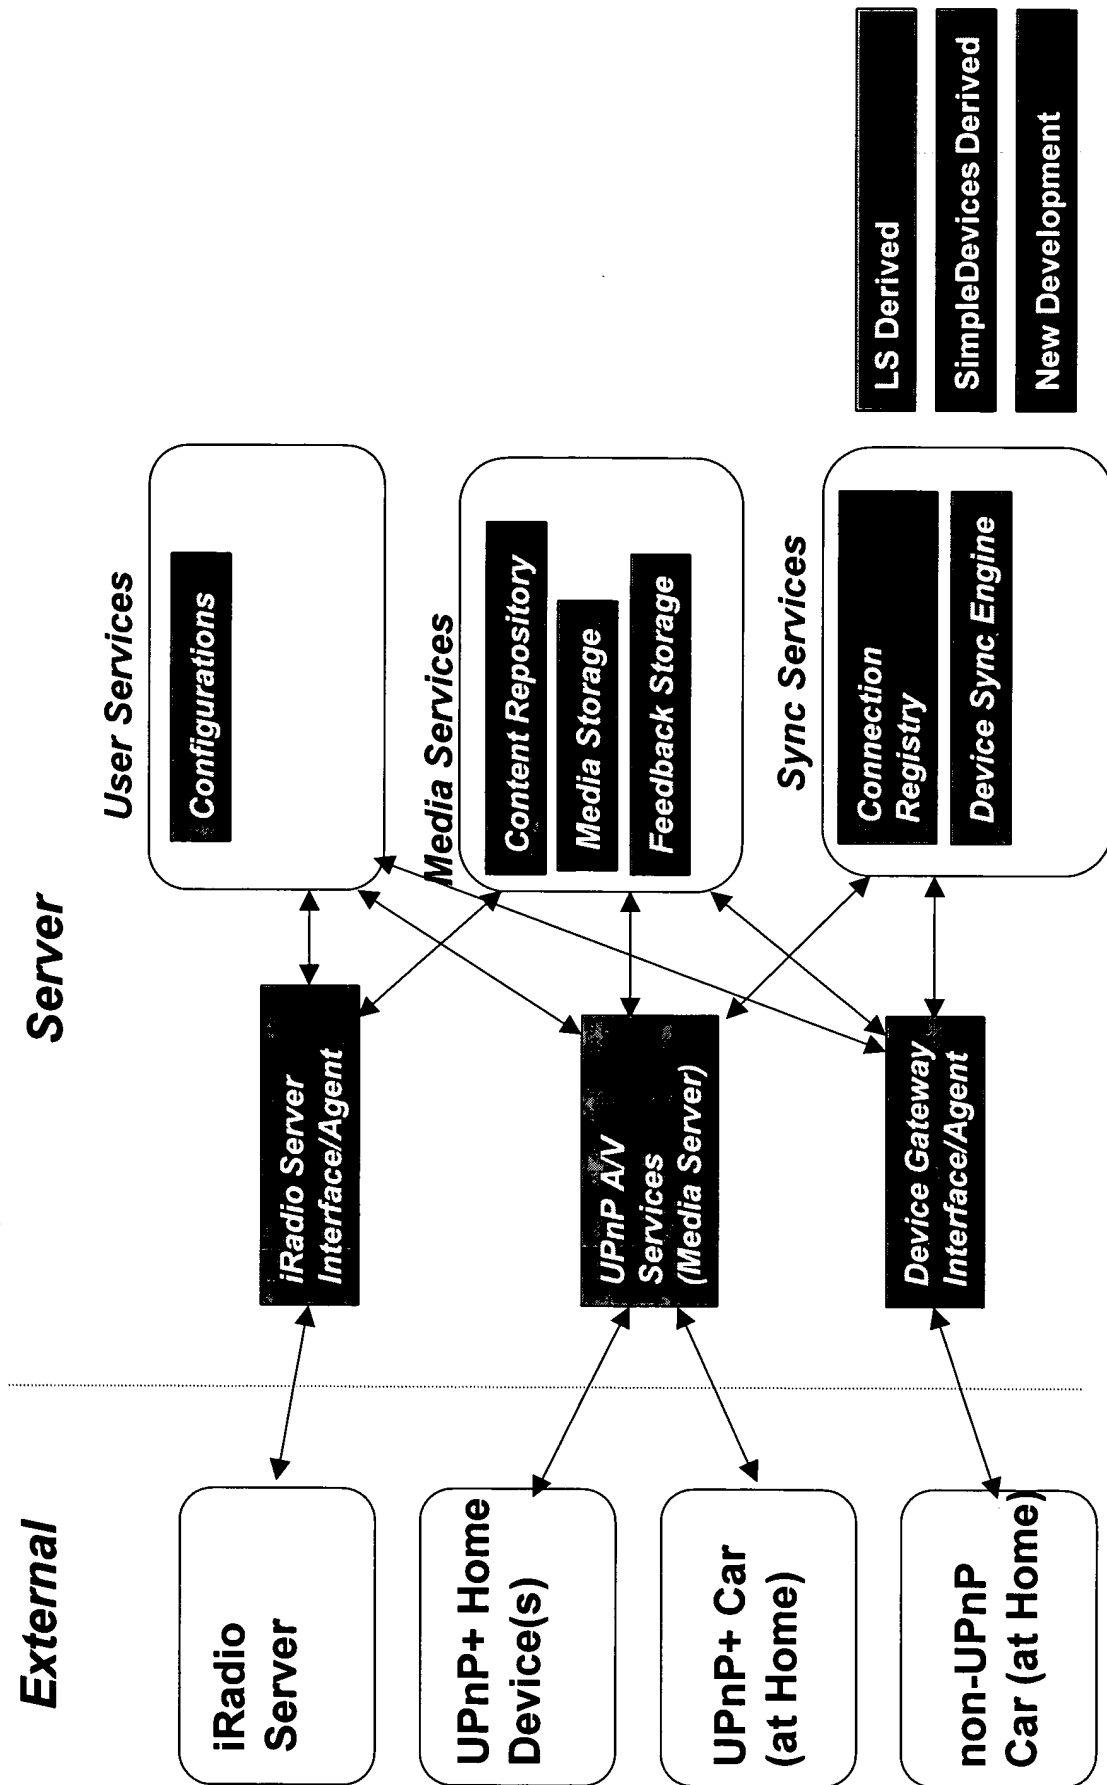 External
Server
iRadio
Server
UPnP+ Home
Device(s)
UPnP+ Car
(at Home)
non-UPnP
Car (at Home)
iRadio Server
Interface/Agent
UPnP A/V
Services
(Media Server)
Device Gateway
Interface/Agent
User Services
Configurations
Media Services
Content Repository
Media Storage
Feedback Storage
Sync Services
Connection
Registry
Device Sync Engine
LS Derived
SimpleDevices Derived
New Development